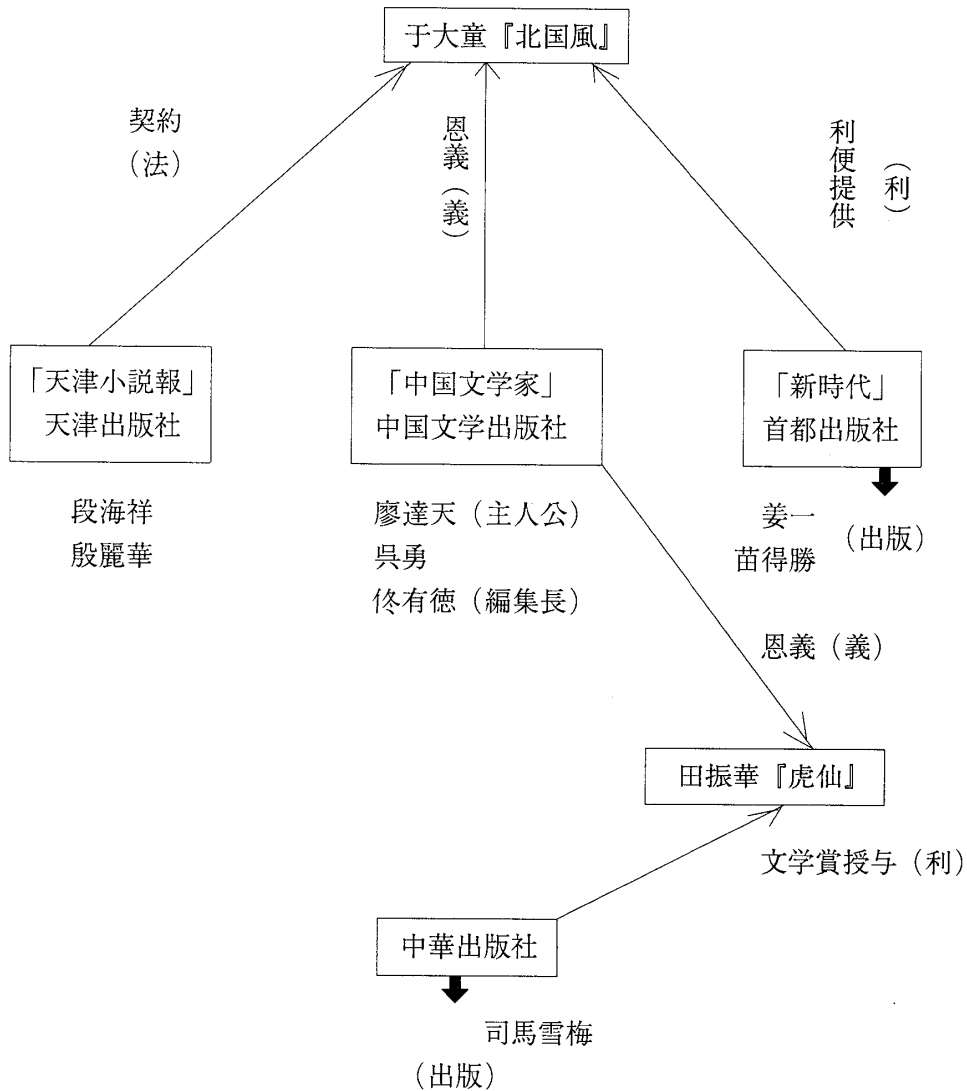 于大童『北国風』
契約
(法)
恩義(義)
利便提供
(利)
「天津小説報」
天津出版社
「中国文学家」
中国文学出版社
「新時代」
首都出版社
段海祥
殷麗華
廖達天(主人公)
呉勇
佟有徳(編集長)
姜一
苗得勝
(出版)
恩義(義)
田振華『虎仙』
文学賞授与(利)
中華出版社
司馬雪梅
(出版)